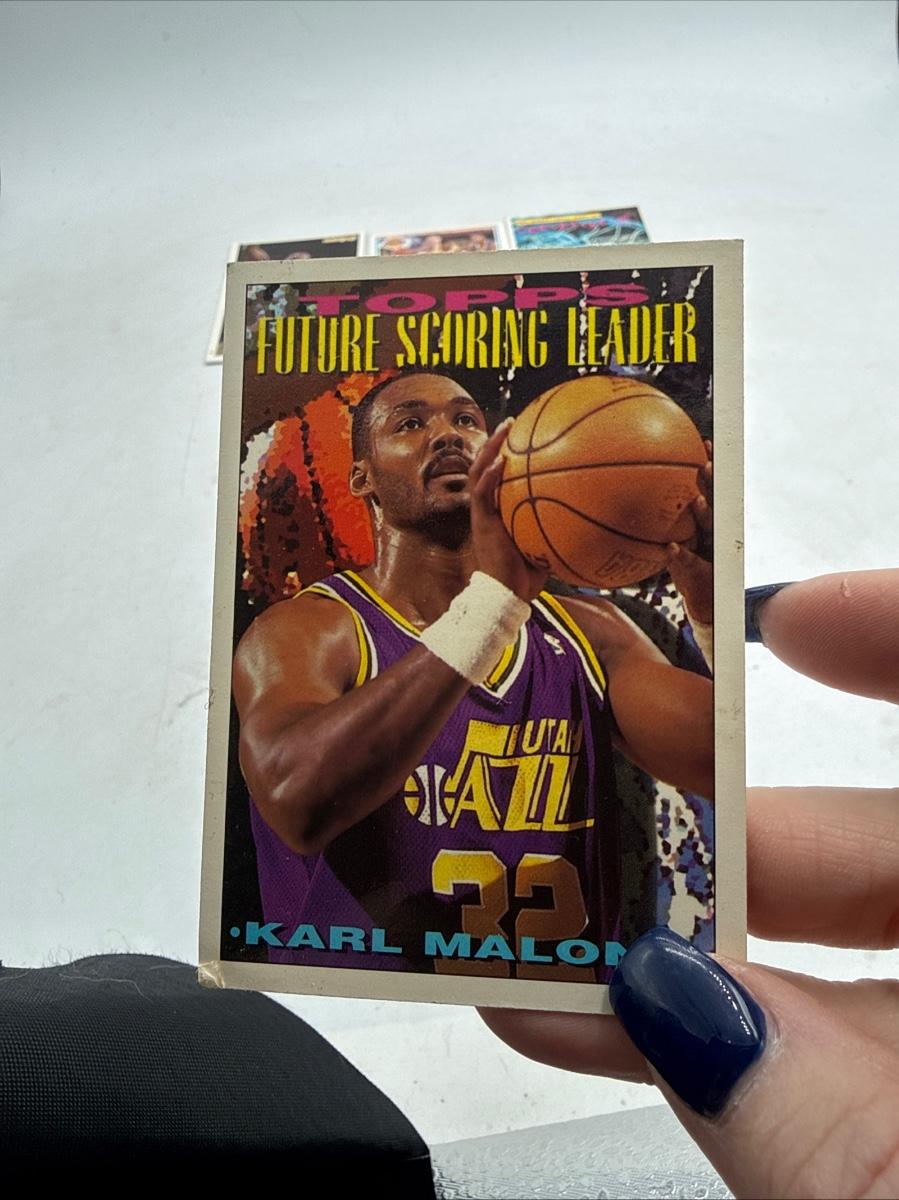 TOPPS
FUTURE SCORING LEADER
UTAH
JAZZ
32
·KARL MALON